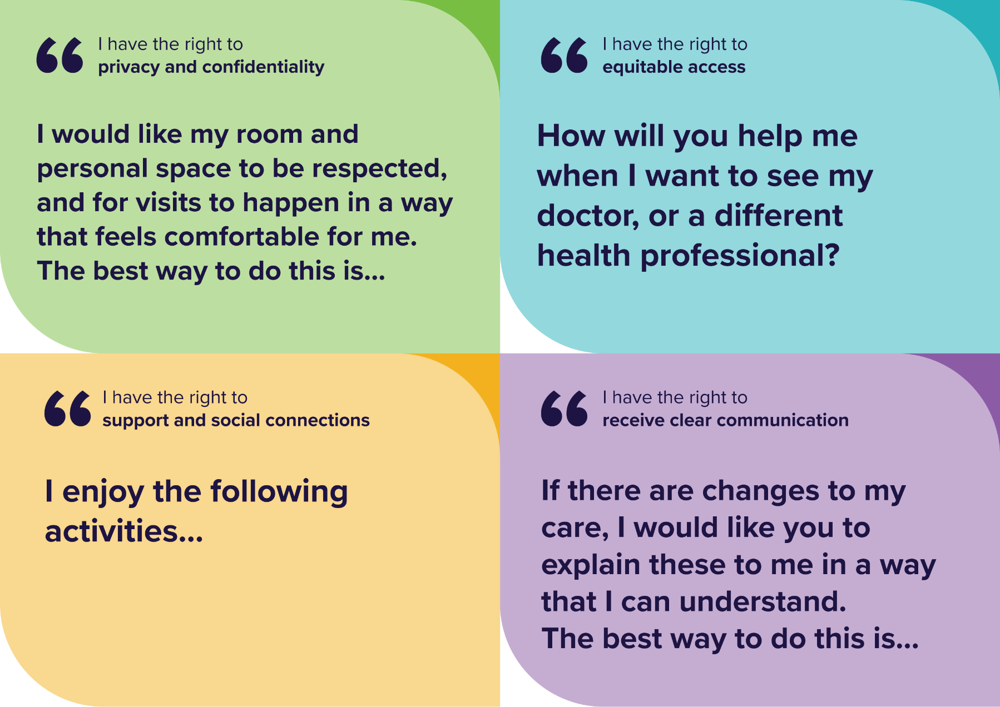 “ I have the right to
privacy and confidentiality
I would like my room and
personal space to be respected,
and for visits to happen in a way
that feels comfortable for me.
The best way to do this is...
“ I have the right to
equitable access
How will you help me
when I want to see my
doctor, or a different
health professional?
“ I have the right to
support and social connections
I enjoy the following
activities...
“ I have the right to
receive clear communication
If there are changes to my
care, I would like you to
explain these to me in a way
that I can understand.
The best way to do this is...